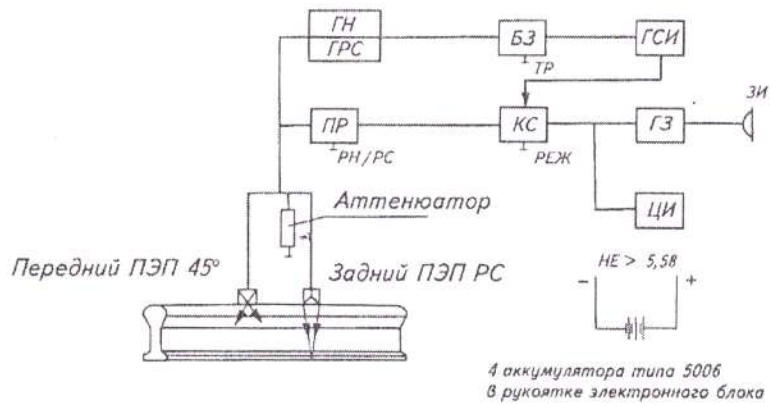 ГН
ГРС
БЗ
ТР
ГСИ
ПР
РН/РС
КС
РЕЖ
ГЗ
ЗИ
ЦИ
Аттенюатор
Передний ПЭП 45°
Задний ПЭП РС
НЕ > 5,5В
- +
4 аккумулятора типа 5006
в рукоятке электронного блока